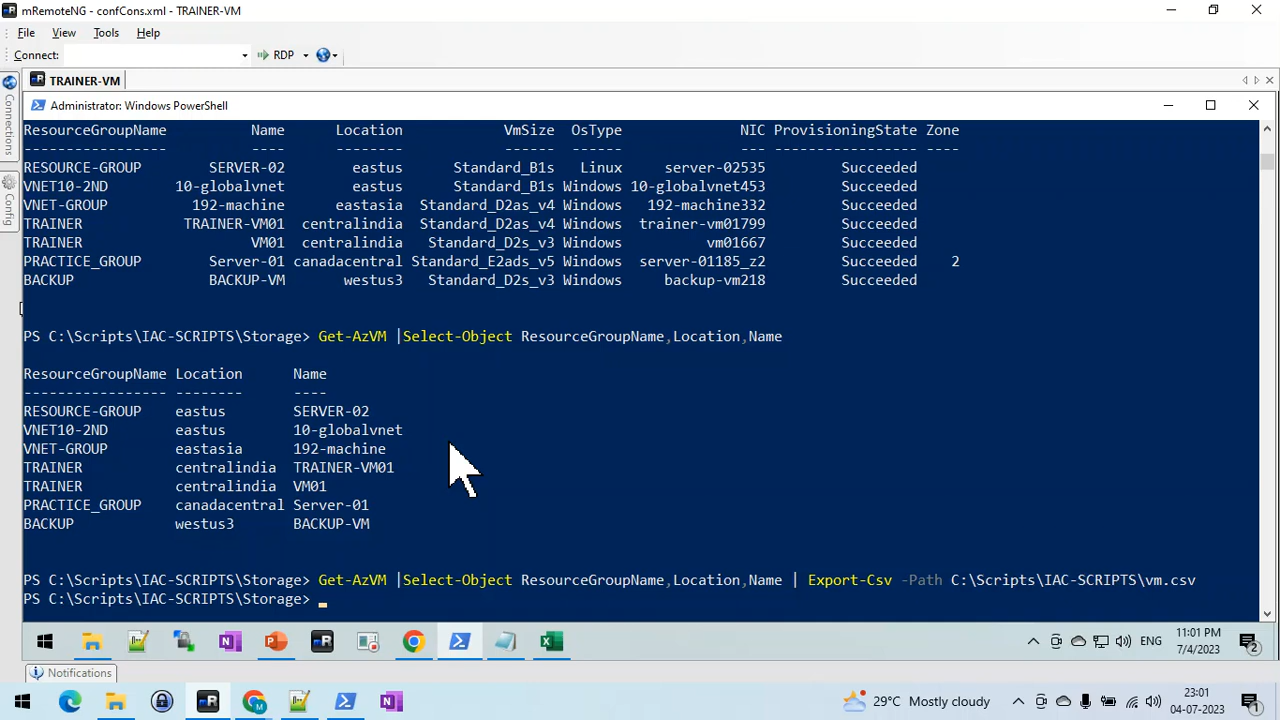 mRemoteNG - confCons.xml - TRAINER-VM
File View Tools Help
Connect: RDP
TRAINER-VM
Connections
Config
Administrator: Windows PowerShell
ResourceGroupName Name Location VmSize OsType NIC ProvisioningState Zone
----------------- ---- -------- ------ ------ --- ----------------- ----
RESOURCE-GROUP SERVER-02 eastus Standard_B1s Linux server-02535 Succeeded
VNET10-2ND 10-globalvnet eastus Standard_B1s Windows 10-globalvnet453 Succeeded
VNET-GROUP 192-machine eastasia Standard_D2as_v4 Windows 192-machine332 Succeeded
TRAINER TRAINER-VM01 centralindia Standard_D2as_v4 Windows trainer-vm01799 Succeeded
TRAINER VM01 centralindia Standard_D2s_v3 Windows vm01667 Succeeded
PRACTICE_GROUP Server-01 canadacentral Standard_E2ads_v5 Windows server-01185_z2 Succeeded 2
BACKUP BACKUP-VM westus3 Standard_D2s_v3 Windows backup-vm218 Succeeded
PS C:\Scripts\IAC-SCRIPTS\Storage> Get-AzVM |Select-Object ResourceGroupName,Location,Name
ResourceGroupName Location Name
----------------- -------- ----
RESOURCE-GROUP eastus SERVER-02
VNET10-2ND eastus 10-globalvnet
VNET-GROUP eastasia 192-machine
TRAINER centralindia TRAINER-VM01
TRAINER centralindia VM01
PRACTICE_GROUP canadacentral Server-01
BACKUP westus3 BACKUP-VM
PS C:\Scripts\IAC-SCRIPTS\Storage> Get-AzVM |Select-Object ResourceGroupName,Location,Name | Export-Csv -Path C:\Scripts\IAC-SCRIPTS\vm.csv
PS C:\Scripts\IAC-SCRIPTS\Storage>
ENG 11:01 PM
7/4/2023 2
Notifications
29°C Mostly cloudy 23:01
04-07-2023 1